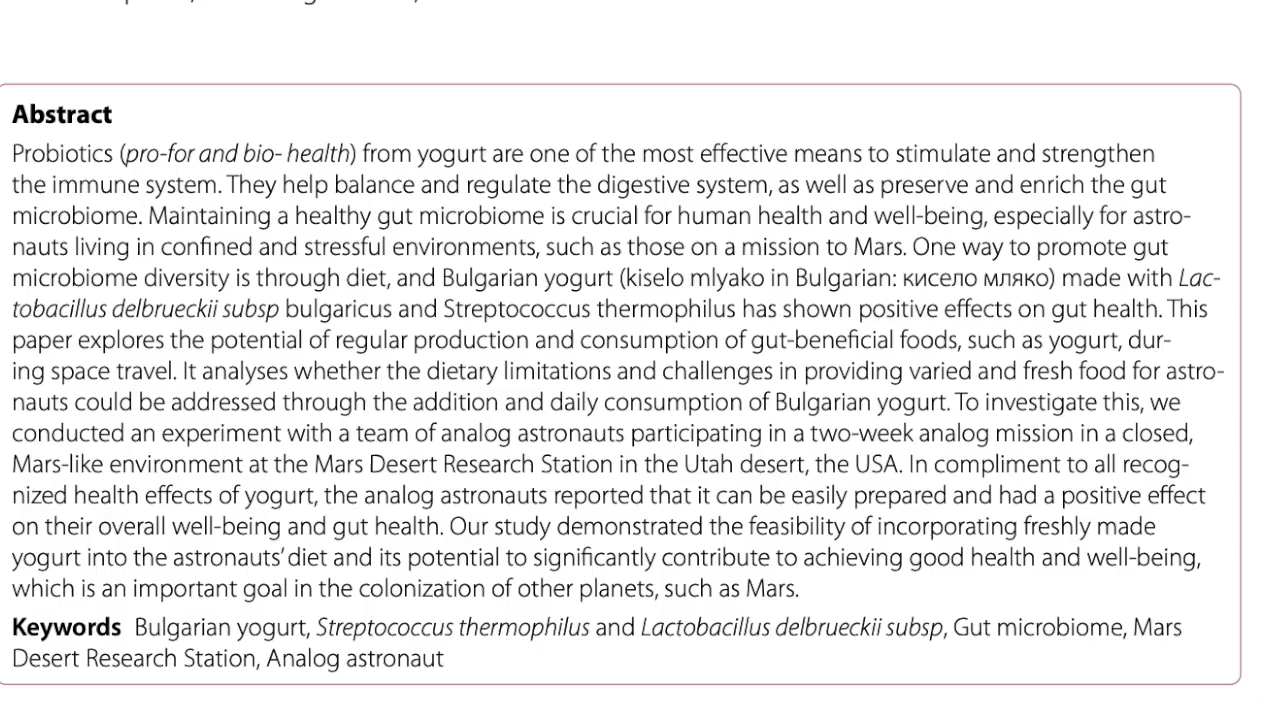 Abstract
Probiotics (pro-for and bio- health) from yogurt are one of the most effective means to stimulate and strengthen
the immune system. They help balance and regulate the digestive system, as well as preserve and enrich the gut
microbiome. Maintaining a healthy gut microbiome is crucial for human health and well-being, especially for astro-
nauts living in confined and stressful environments, such as those on a mission to Mars. One way to promote gut
microbiome diversity is through diet, and Bulgarian yogurt (kiselo mlyako in Bulgarian: кисело мляко) made with Lac-
tobacillus delbrueckii subsp bulgaricus and Streptococcus thermophilus has shown positive effects on gut health. This
paper explores the potential of regular production and consumption of gut-beneficial foods, such as yogurt, dur-
ing space travel. It analyses whether the dietary limitations and challenges in providing varied and fresh food for astro-
nauts could be addressed through the addition and daily consumption of Bulgarian yogurt. To investigate this, we
conducted an experiment with a team of analog astronauts participating in a two-week analog mission in a closed,
Mars-like environment at the Mars Desert Research Station in the Utah desert, the USA. In compliment to all recog-
nized health effects of yogurt, the analog astronauts reported that it can be easily prepared and had a positive effect
on their overall well-being and gut health. Our study demonstrated the feasibility of incorporating freshly made
yogurt into the astronauts' diet and its potential to significantly contribute to achieving good health and well-being,
which is an important goal in the colonization of other planets, such as Mars.
Keywords Bulgarian yogurt, Streptococcus thermophilus and Lactobacillus delbrueckii subsp, Gut microbiome, Mars
Desert Research Station, Analog astronaut